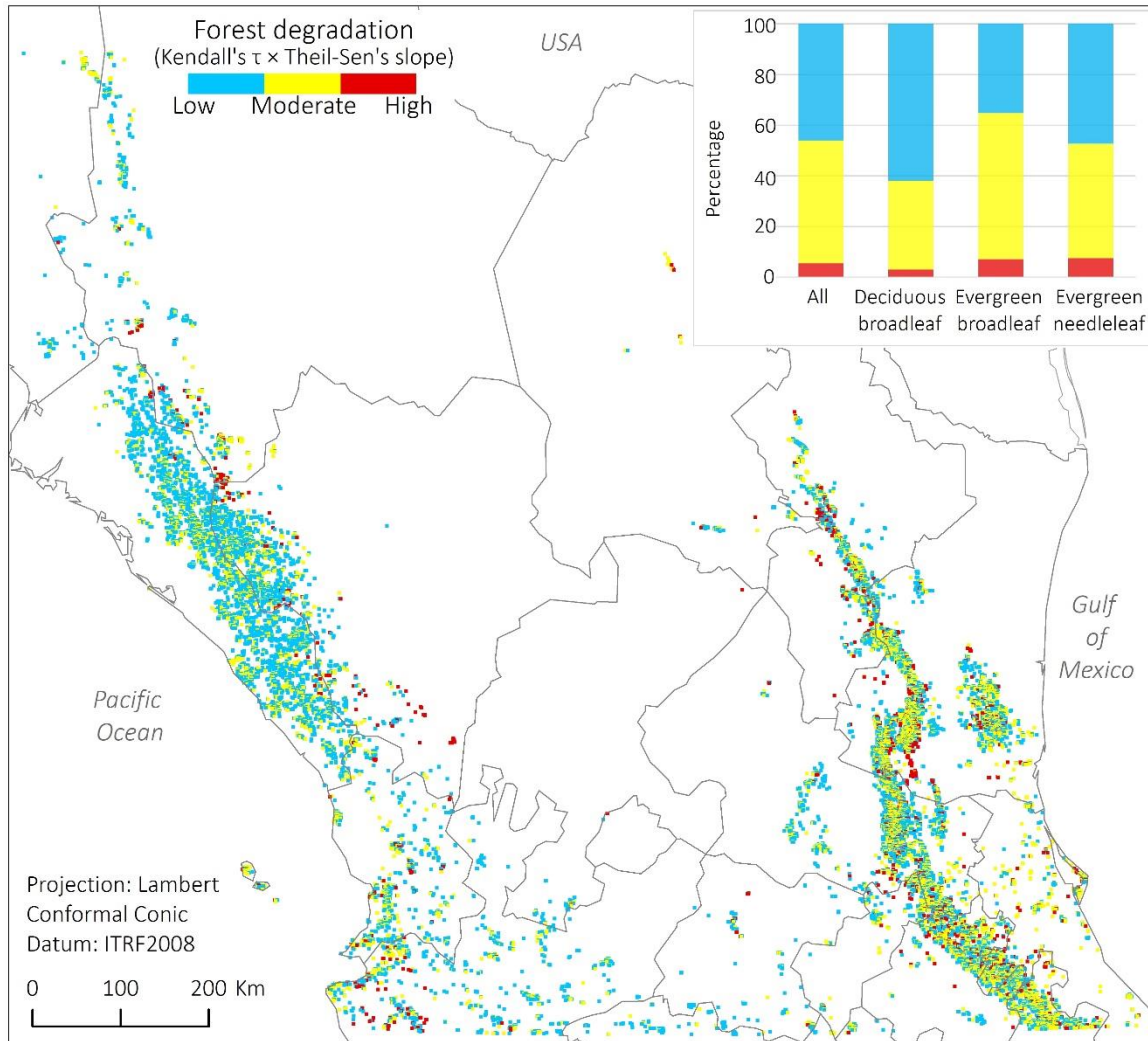 Forest degradation
(Kendall's τ × Theil-Sen's slope)
Low Moderate High
USA
Pacific
Ocean
Gulf
of
Mexico
Projection: Lambert
Conformal Conic
Datum: ITRF2008
0 100 200 Km
Percentage
100
80
60
40
20
0
All
Deciduous
broadleaf
Evergreen
broadleaf
Evergreen
needleleaf